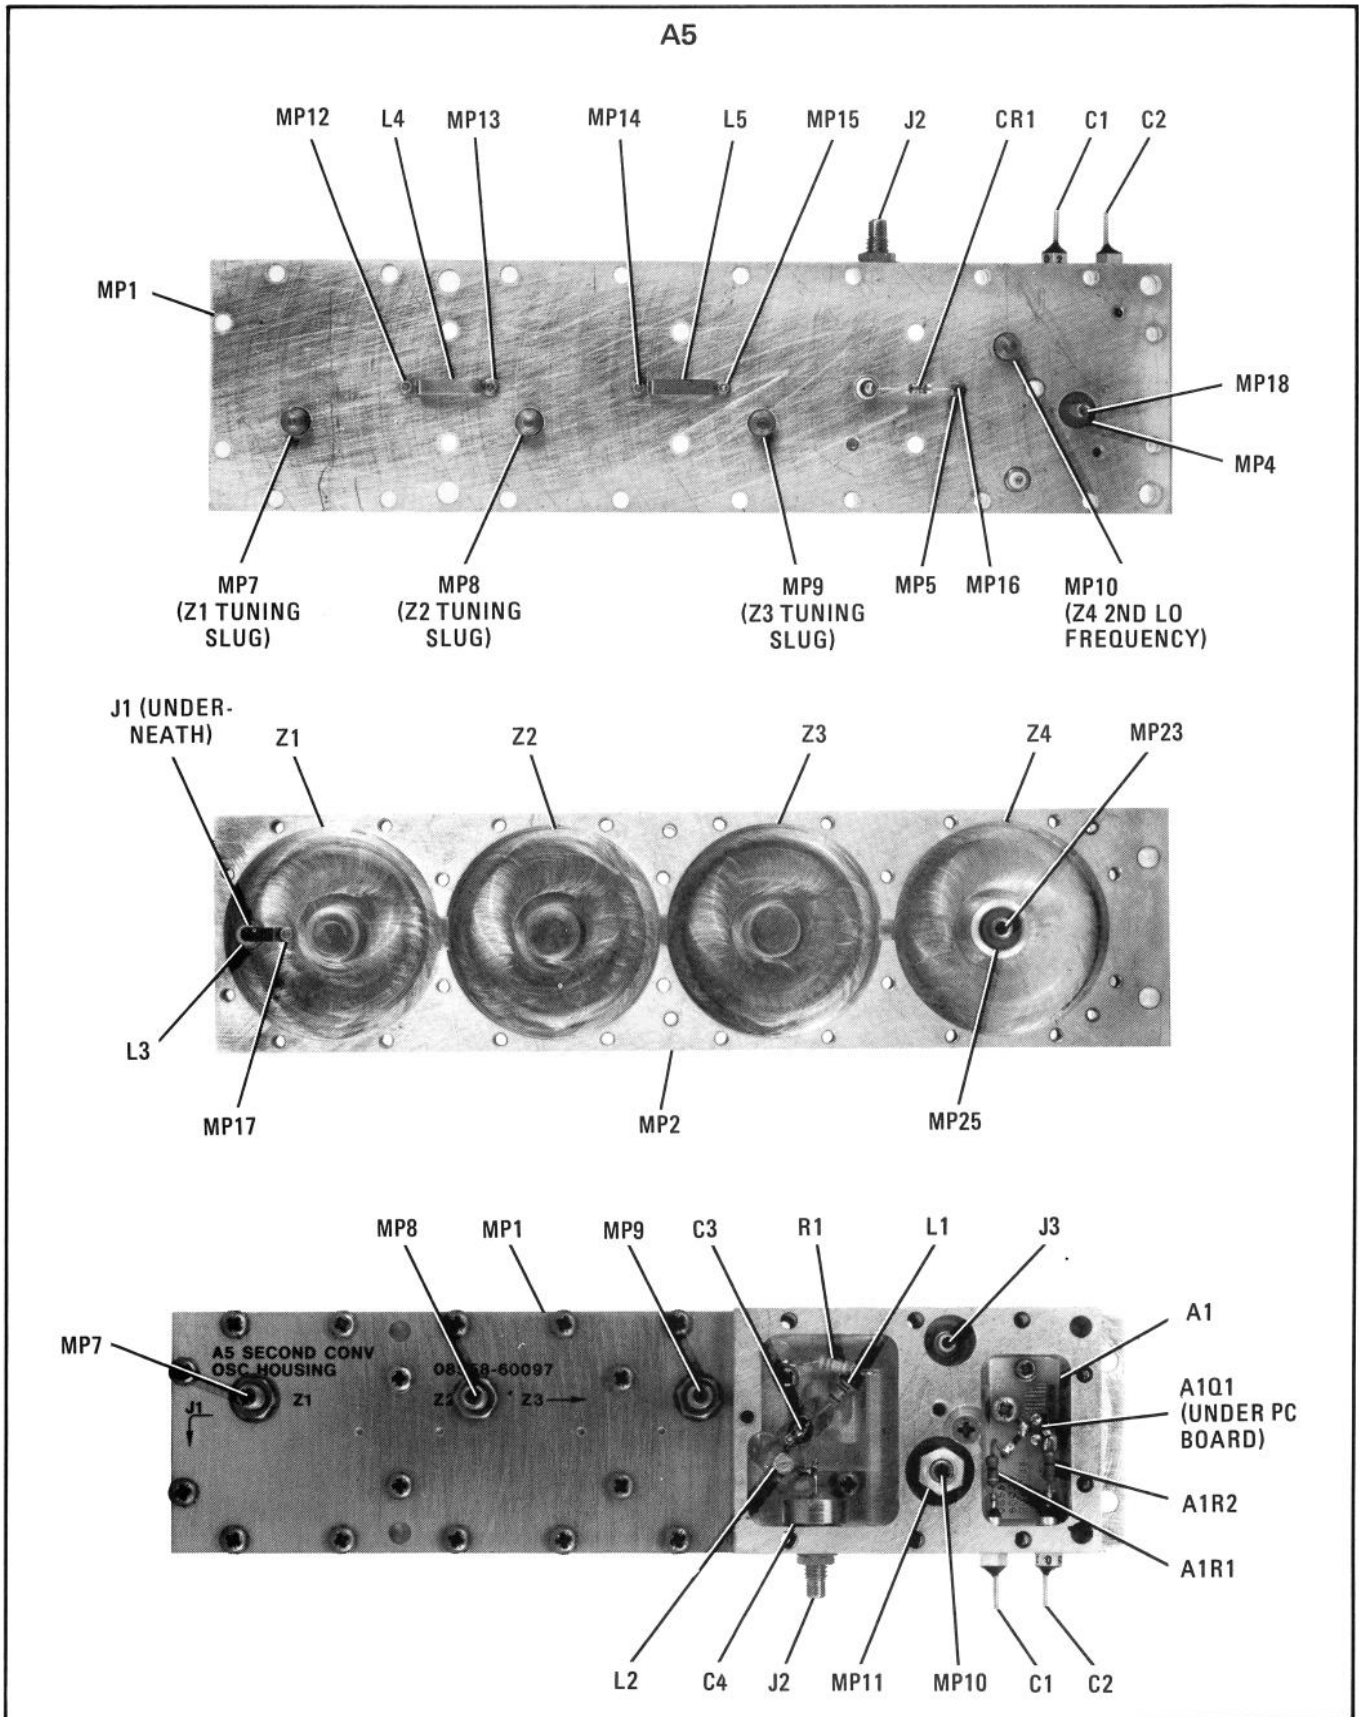 A5
MP12 L4 MP13 MP14 L5 MP15 J2 CR1 C1 C2
MP1
MP18
MP4
MP7
(Z1 TUNING
SLUG)
MP8
(Z2 TUNING
SLUG)
MP9
(Z3 TUNING
SLUG)
MP5
MP16
MP10
(Z4 2ND LO
FREQUENCY)
J1 (UNDER-
NEATH)
Z1 Z2 Z3 Z4 MP23
L3
MP17
MP2
MP25
MP8 MP1 MP9 C3 R1 L1 J3
A1
MP7
A5 SECOND CONV
OSC HOUSING
Z1
J1
Z2
Z3
A1Q1
(UNDER PC
BOARD)
A1R2
A1R1
L2 C4 J2 MP11 MP10 C1 C2